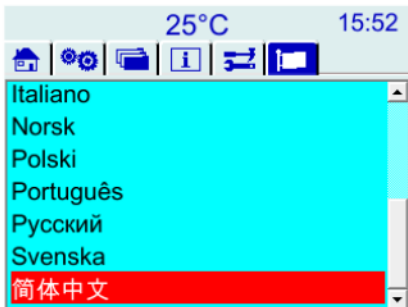 25°C 15:52
i
Italiano
Norsk
Polski
Português
Русский
Svenska
简体中文